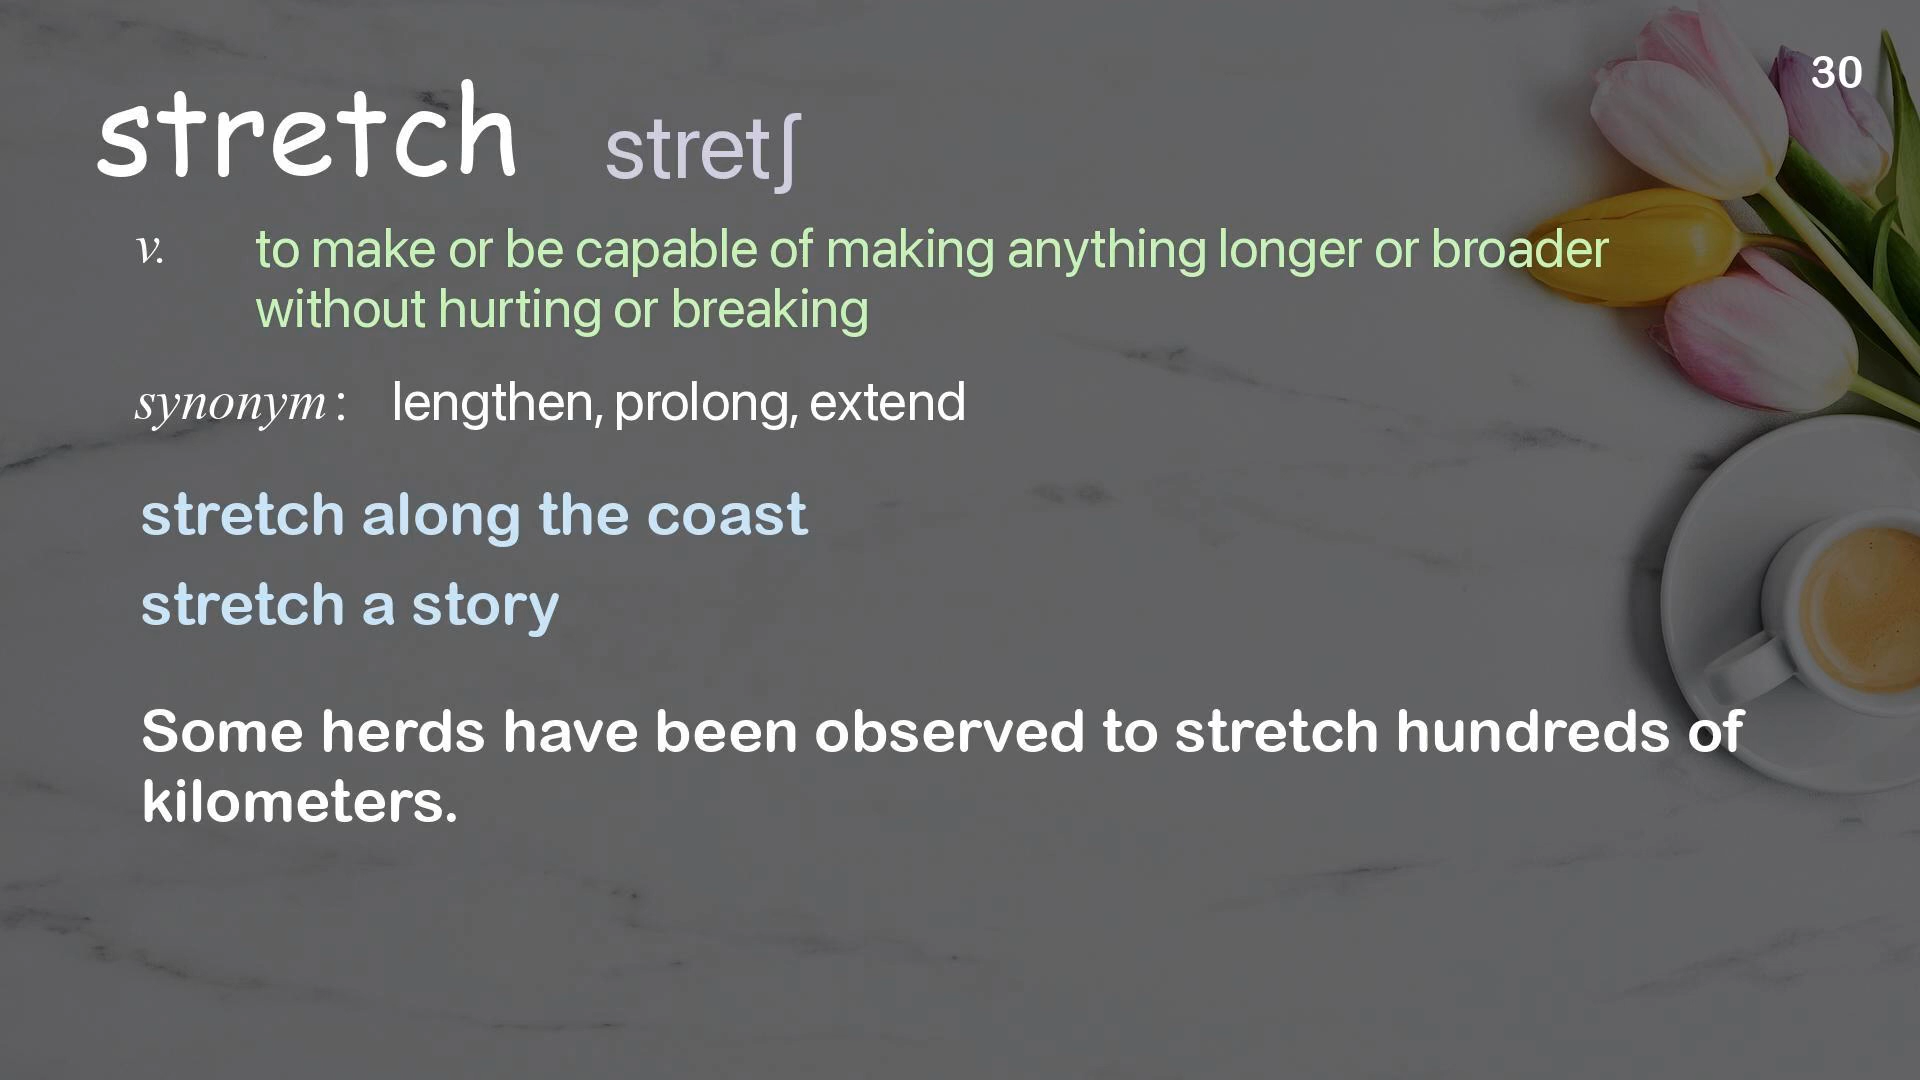 30
stretch stretʃ
v. to make or be capable of making anything longer or broader
without hurting or breaking
synonym: lengthen, prolong, extend
stretch along the coast
stretch a story
Some herds have been observed to stretch hundreds of
kilometers.